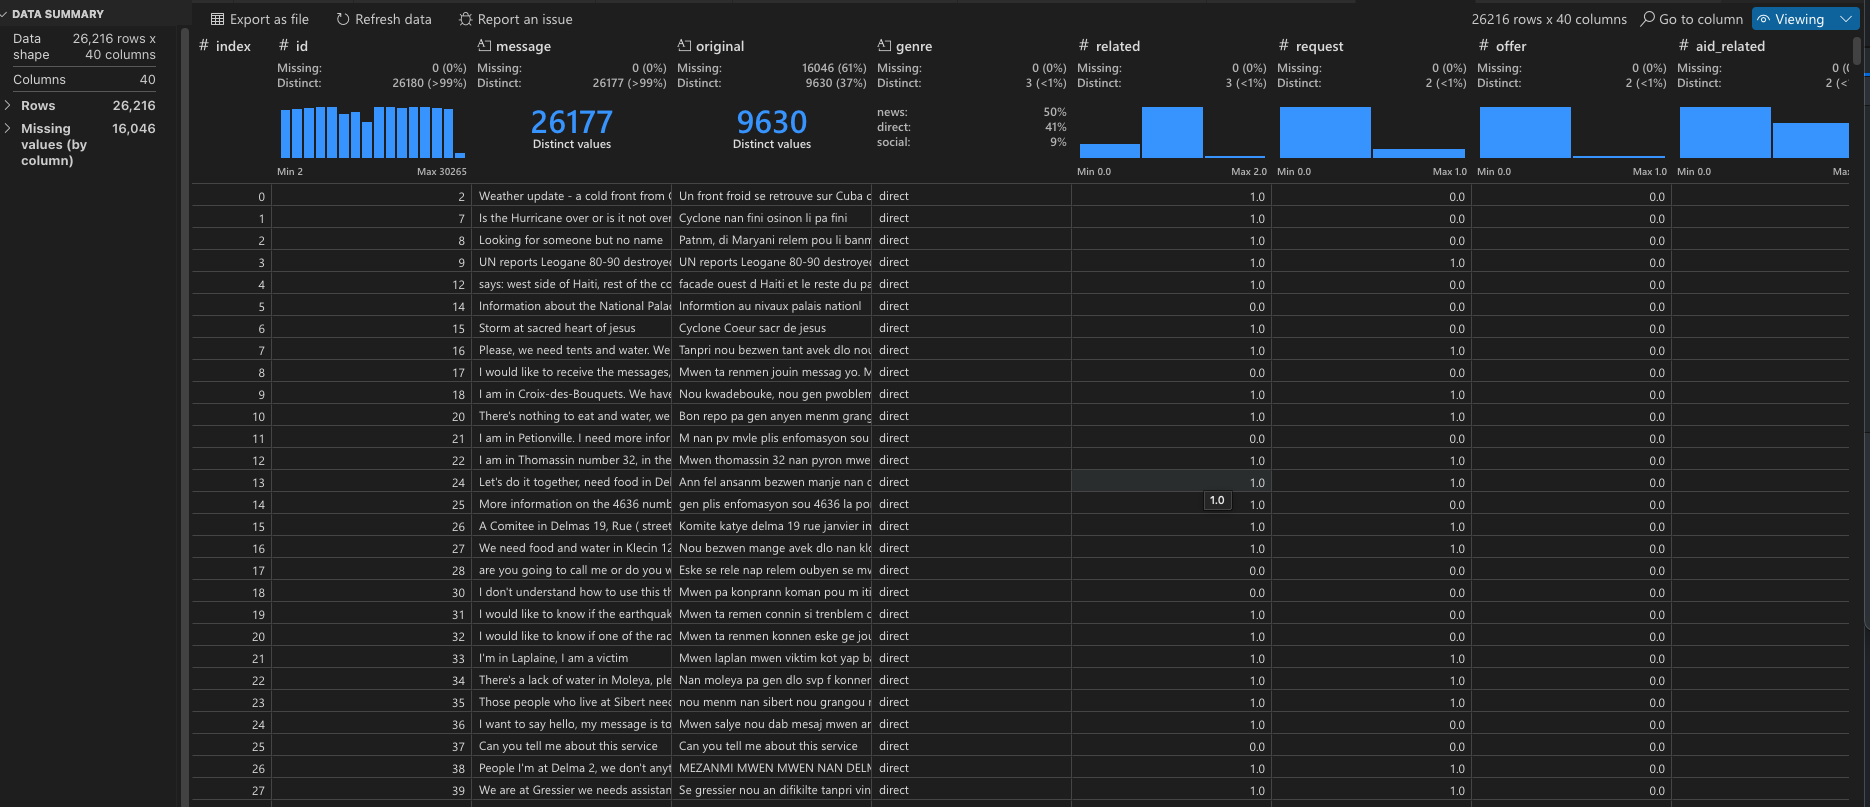 DATA SUMMARY
Data shape 26,216 rows x 40 columns
Columns 40
Rows 26,216
Missing values (by column) 16,046
Export as file Refresh data Report an issue 26216 rows x 40 columns Go to column Viewing
# index # id message original genre # related # request # offer # aid_related
Missing: 0 (0%) Missing: 0 (0%) Missing: 16046 (61%) Missing: 0 (0%) Missing: 0 (0%) Missing: 0 (0%) Missing: 0 (0%) Missing: 0 (
Distinct: 26180 (>99%) Distinct: 26177 (>99%) Distinct: 9630 (37%) Distinct: 3 (<1%) Distinct: 3 (<1%) Distinct: 2 (<1%) Distinct: 2 (<1%) Distinct: 2 (<
26177 Distinct values
9630 Distinct values
news: 50%
direct: 41%
social: 9%
Min 2 Max 30265 Min 0.0 Max 2.0 Min 0.0 Max 1.0 Min 0.0 Max 1.0 Min 0.0
0 2 Weather update - a cold front from Un front froid se retrouve sur Cuba direct 1.0 0.0 0.0
1 7 Is the Hurricane over or is it not over Cyclone nan fini osinon li pa fini direct 1.0 0.0 0.0
2 8 Looking for someone but no name Patnm, di Maryani relem pou li banm direct 1.0 0.0 0.0
3 9 UN reports Leogane 80-90 destroyed UN reports Leogane 80-90 destroyed direct 1.0 1.0 0.0
4 12 says: west side of Haiti, rest of the co facade ouest d Haiti et le reste du pa direct 1.0 0.0 0.0
5 14 Information about the National Palac Informtion au nivaux palais nationl direct 0.0 0.0 0.0
6 15 Storm at sacred heart of jesus Cyclone Coeur sacr de jesus direct 1.0 0.0 0.0
7 16 Please, we need tents and water. We Tanpri nou bezwen tant avek dlo nou direct 1.0 1.0 0.0
8 17 I would like to receive the messages, Mwen ta renmen jouin messag yo. M direct 0.0 0.0 0.0
9 18 I am in Croix-des-Bouquets. We have Nou kwadebouke, nou gen pwoblem direct 1.0 1.0 0.0
10 20 There's nothing to eat and water, we Bon repo pa gen anyen menm grang direct 1.0 1.0 0.0
11 21 I am in Petionville. I need more infor M nan pv mvle plis enfomasyon sou direct 0.0 0.0 0.0
12 22 I am in Thomassin number 32, in the Mwen thomassin 32 nan pyron mwe direct 1.0 1.0 0.0
13 24 Let's do it together, need food in Del Ann fel ansanm bezwen manje nan direct 1.0 1.0 0.0
1.0
14 25 More information on the 4636 numb gen plis enfomasyon sou 4636 la po direct 1.0 0.0 0.0
15 26 A Comitee in Delmas 19, Rue ( street Komite katye delma 19 rue janvier direct 1.0 1.0 0.0
16 27 We need food and water in Klecin 12 Nou bezwen mange avek dlo nan kl direct 1.0 1.0 0.0
17 28 are you going to call me or do you w Eske se rele nap relem oubyen se direct 0.0 0.0 0.0
18 30 I don't understand how to use this th Mwen pa konprann koman pou m iti direct 0.0 0.0 0.0
19 31 I would like to know if the earthquak Mwen ta remen connin si trenblem direct 1.0 0.0 0.0
20 32 I would like to know if one of the rad Mwen ta renmen konnen eske ge jou direct 1.0 0.0 0.0
21 33 I'm in Laplaine, I am a victim Mwen laplan mwen viktim kot yap ba direct 1.0 1.0 0.0
22 34 There's a lack of water in Moleya, ple Nan moleya pa gen dlo svp f konner direct 1.0 1.0 0.0
23 35 Those people who live at Sibert need nou menm nan sibert nou grangou direct 1.0 1.0 0.0
24 36 I want to say hello, my message is to Mwen salye nou dab mesaj mwen direct 1.0 0.0 0.0
25 37 Can you tell me about this service Can you tell me about this service direct 0.0 0.0 0.0
26 38 People I'm at Delma 2, we don't anyt MEZANMI MWEN MWEN NAN DELM direct 1.0 1.0 0.0
27 39 We are at Gressier we needs assistan Se gressier nou an difikilte tanpri vin direct 1.0 1.0 0.0